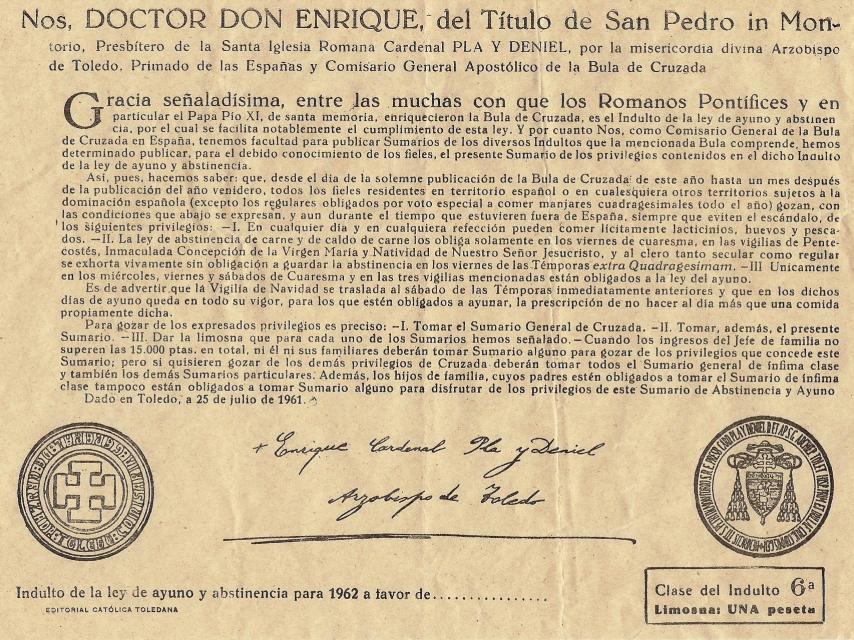 Nos, DOCTOR DON ENRIQUE, del Título de San Pedro in Mon-
torio, Presbítero de la Santa Iglesia Romana Cardenal PLA Y DENIEL, por la misericordia divina Arzobispo
de Toledo. Primado de las Españas y Comisario General Apostólico de la Bula de Cruzada
Gracia señaladísima, entre las muchas con que los Romanos Pontífices y en
particular el Papa Pío XI, de santa memoria, enriquecieron la Bula de Cruzada, es el Indulto de la ley de ayuno y abstinen
cia, por el cual se facilita notablemente el cumplimiento de esta ley. Y por cuanto Nos, como Comisario General de la Bula
de Cruzada en España, tenemos facultad para publicar Sumarios de los diversos Indultos que la mencionada Bula comprende, hemos
determinado publicar, para el debido conocimiento de los fieles, el presente Sumario de los privilegios contenidos en el dicho Indulto
de la ley de ayuno y abstinencia.
Así, pues, hacemos saber: que, desde el día de la solemne publicación de la Bula de Cruzada de este año hasta un mes después
de la publicación del año venidero, todos los fieles residentes en territorio español o en cualesquiera otros territorios sujetos a la
dominación española (excepto los regulares obligados por voto especial a comer manjares cuadragesimales todo el año) gozan, con
las condiciones que abajo se expresan, y aun durante el tiempo que estuvieren fuera de España, siempre que eviten el escándalo, de
los siguientes privilegios: —I. En cualquier día y en cualquiera refección pueden comer lícitamente lacticinios, huevos y pesca-
dos. —II. La ley de abstinencia de carne y de caldo de carne los obliga solamente en los viernes de cuaresma, en las vigilias de Pente-
costés, Inmaculada Concepción de la Virgen María y Natividad de Nuestro Señor Jesucristo, y al clero tanto secular como regular
se exhorta vivamente sin obligación a guardar la abstinencia en los viernes de las Témporas extra Quadragesimam. —III Unicamente
en los miércoles, viernes y sábados de Cuaresma y en las tres vigilias mencionadas están obligados a la ley del ayuno.
Es de advertir que la Vigilia de Navidad se traslada al sábado de las Témporas inmediatamente anteriores y que en los dichos
días de ayuno queda en todo su vigor, para los que estén obligados a ayunar, la prescripción de no hacer al día más que una comida
propiamente dicha.
Para gozar de los expresados privilegios es preciso: —I. Tomar el Sumario General de Cruzada. —II. Tomar, además, el presente
Sumario. —III. Dar la limosna que para cada uno de los Sumarios hemos señalado. —Cuando los ingresos del Jefe de familia no
superen las 15.000 ptas. en total, ni él ni sus familiares deberán tomar Sumario alguno para gozar de los privilegios que concede este
Sumario; pero si quisieren gozar de los demás privilegios de Cruzada deberán tomar todos el Sumario general de ínfima clase
y también los demás Sumarios particulares. Además, los hijos de familia, cuyos padres estén obligados a tomar el Sumario de ínfima
clase tampoco están obligados a tomar Sumario alguno para disfrutar de los privilegios de este Sumario de Abstinencia y Ayuno
Dado en Toledo, a 25 de julio de 1961.
+ Enrique Cardenal Pla y Deniel
Arzobispo de Toledo
Indulto de la ley de ayuno y abstinencia para 1962 a favor de................
EDITORIAL CATÓLICA TOLEDANA
Clase del Indulto 6ª
Limosna: UNA peseta